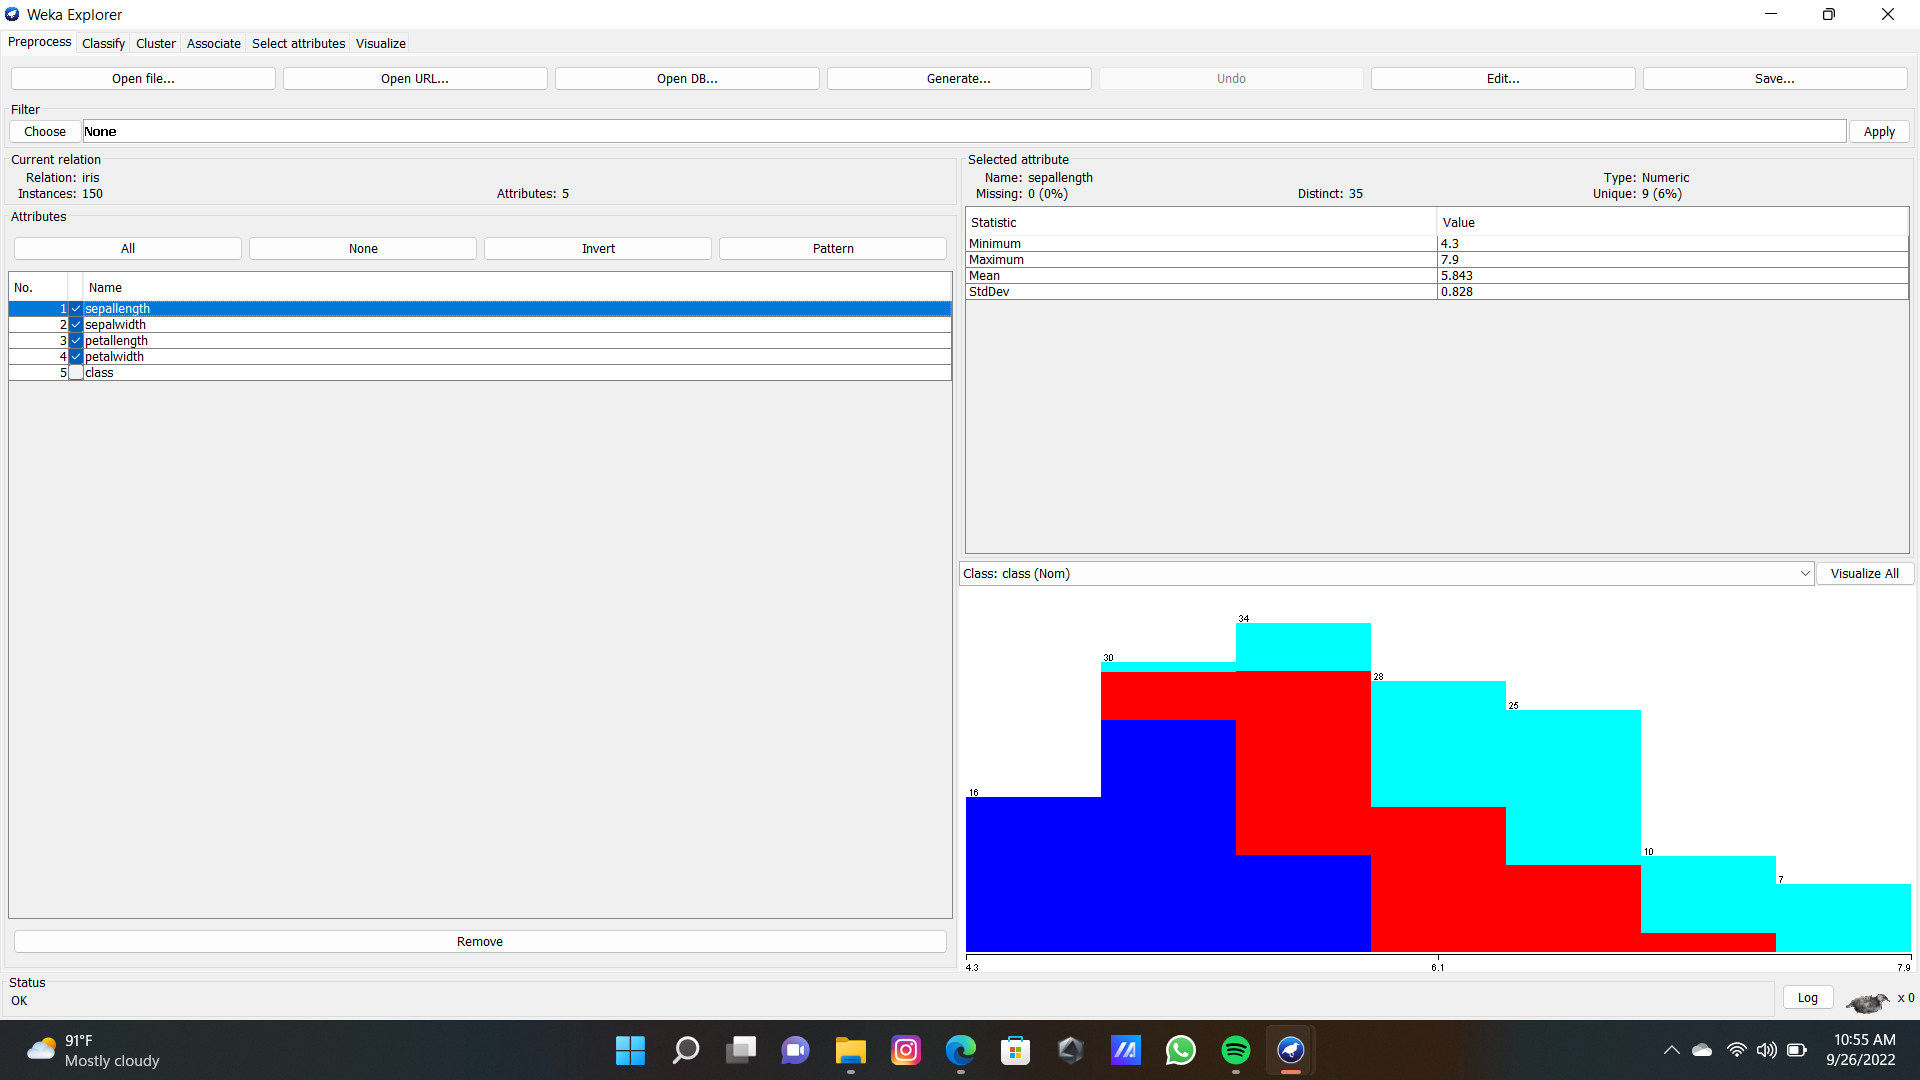 Weka Explorer
Preprocess Classify Cluster Associate Select attributes Visualize
Open file... Open URL... Open DB... Generate... Undo Edit... Save...
Filter
Choose None Apply
Current relation
Relation: iris
Instances: 150 Attributes: 5
Attributes
All None Invert Pattern
No. Name
1 sepallength
2 sepalwidth
3 petallength
4 petalwidth
5 class
Remove
Selected attribute
Name: sepallength Type: Numeric
Missing: 0 (0%) Distinct: 35 Unique: 9 (6%)
Statistic Value
Minimum 4.3
Maximum 7.9
Mean 5.843
StdDev 0.828
Class: class (Nom) Visualize All
34
30
28
25
16
10
7
4.3 6.1 7.9
Status
OK
Log x 0
91°F
Mostly cloudy
10:55 AM
9/26/2022